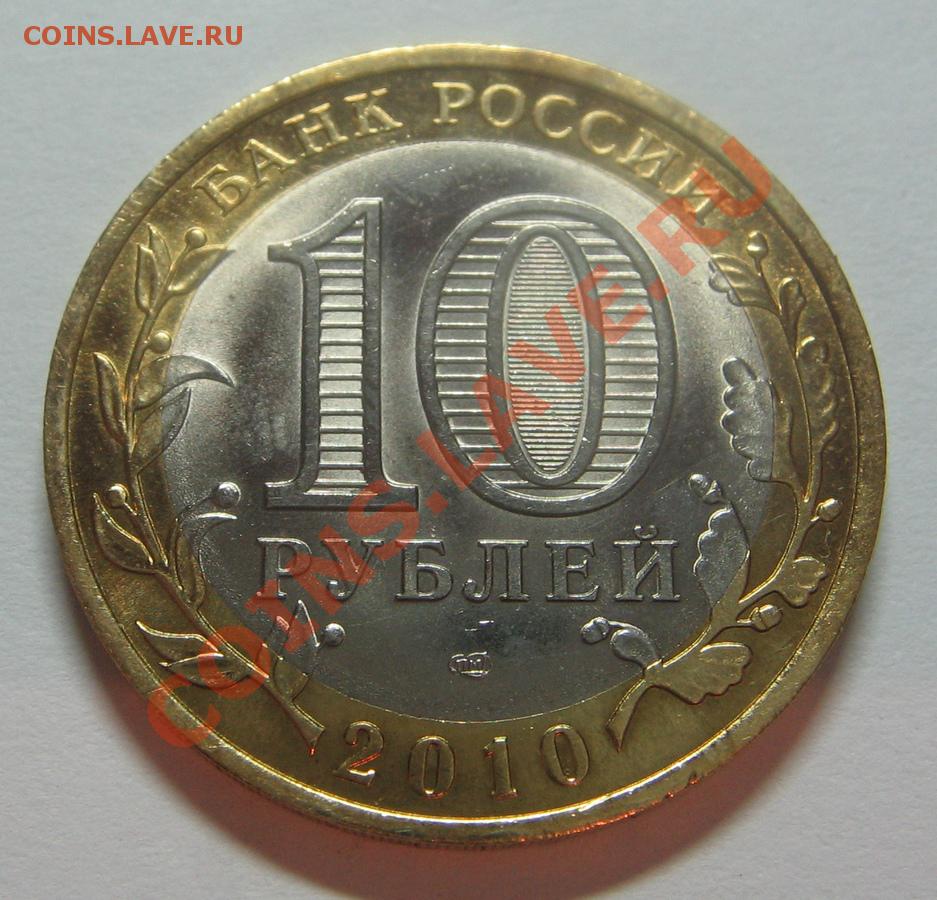 COINS.LAVE.RU
БАНК РОССИИ
10
РУБЛЕЙ
2010
COINS.LAVE.RU